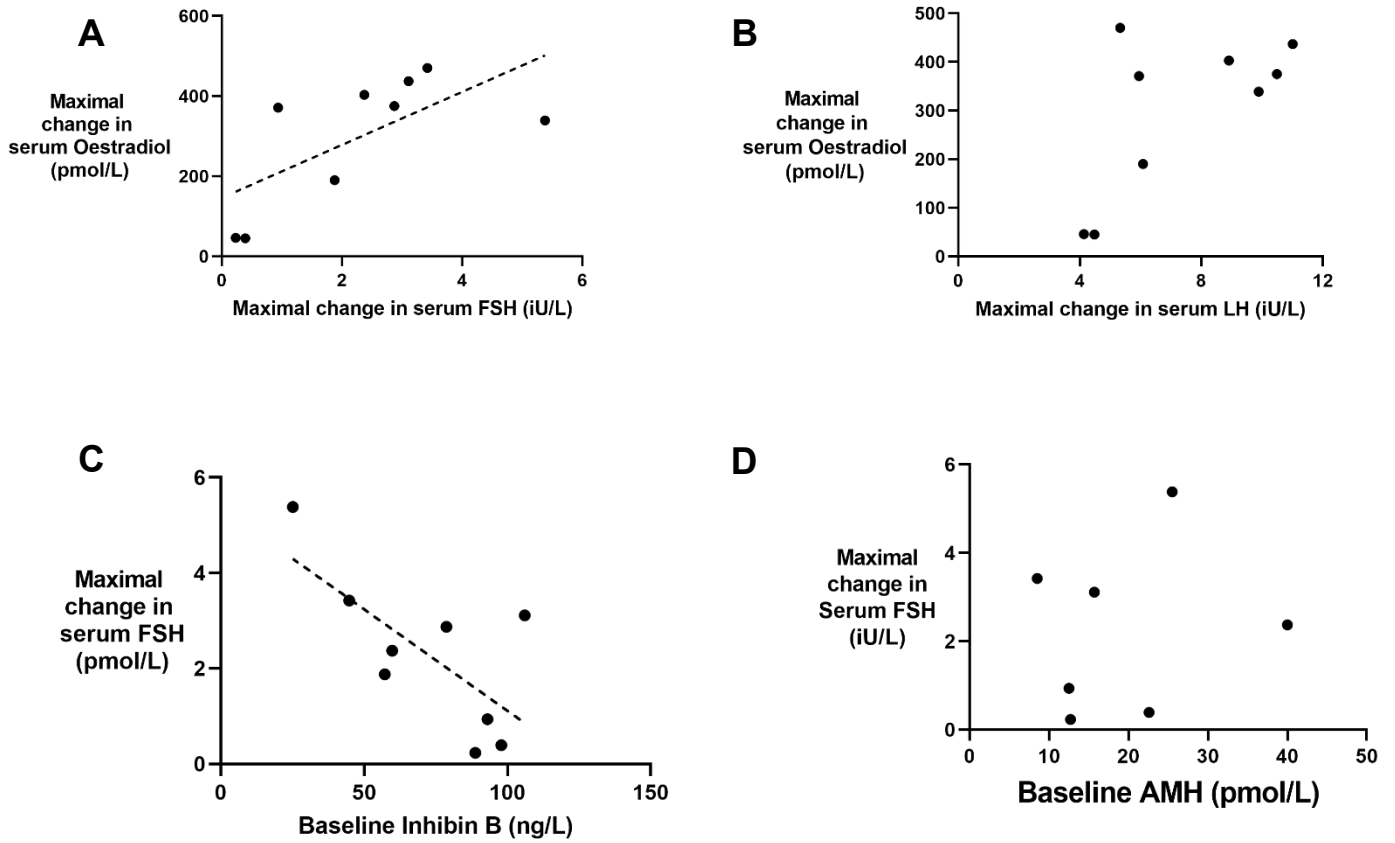 A
600
400
200
0
Maximal
change in
serum Oestradiol
(pmol/L)
0 2 4 6
Maximal change in serum FSH (iU/L)
B
500
400
300
200
100
0
Maximal
change in
serum Oestradiol
(pmol/L)
0 4 8 12
Maximal change in serum LH (iU/L)
C
6
4
2
0
Maximal
change in
serum FSH
(pmol/L)
0 50 100 150
Baseline Inhibin B (ng/L)
D
6
4
2
0
Maximal
change in
Serum FSH
(iU/L)
0 10 20 30 40 50
Baseline AMH (pmol/L)